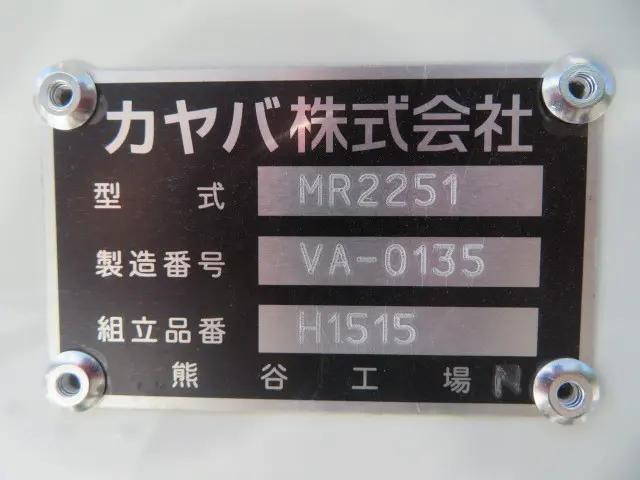 カヤバ株式会社
型式 MR2251
製造番号 VA-0135
組立品番 H1515
熊谷工場 N